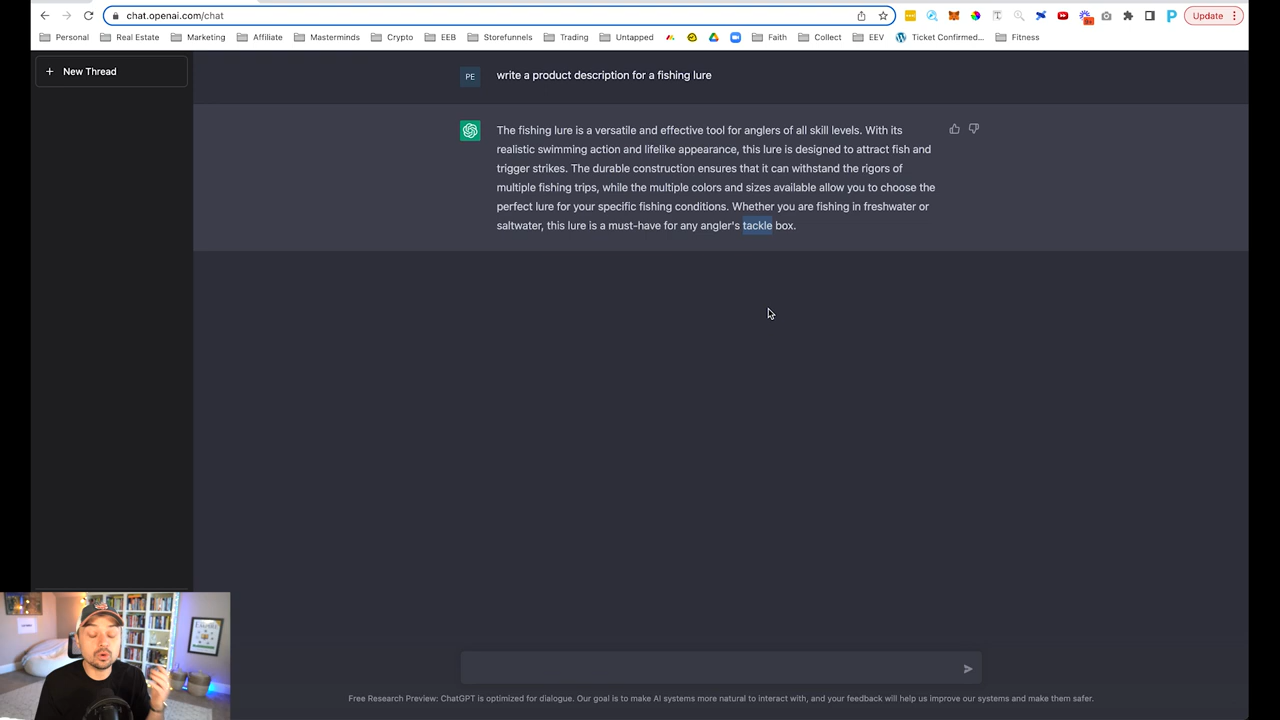 chat.openai.com/chat
Update
Personal
Real Estate
Marketing
Affiliate
Masterminds
Crypto
EEB
Storefunnels
Trading
Untapped
Faith
Collect
EEV
Ticket Confirmed...
Fitness
New Thread
PE
write a product description for a fishing lure
The fishing lure is a versatile and effective tool for anglers of all skill levels. With its
realistic swimming action and lifelike appearance, this lure is designed to attract fish and
trigger strikes. The durable construction ensures that it can withstand the rigors of
multiple fishing trips, while the multiple colors and sizes available allow you to choose the
perfect lure for your specific fishing conditions. Whether you are fishing in freshwater or
saltwater, this lure is a must-have for any angler's tackle box.
Free Research Preview: ChatGPT is optimized for dialogue. Our goal is to make AI systems more natural to interact with, and your feedback will help us improve our systems and make them safer.